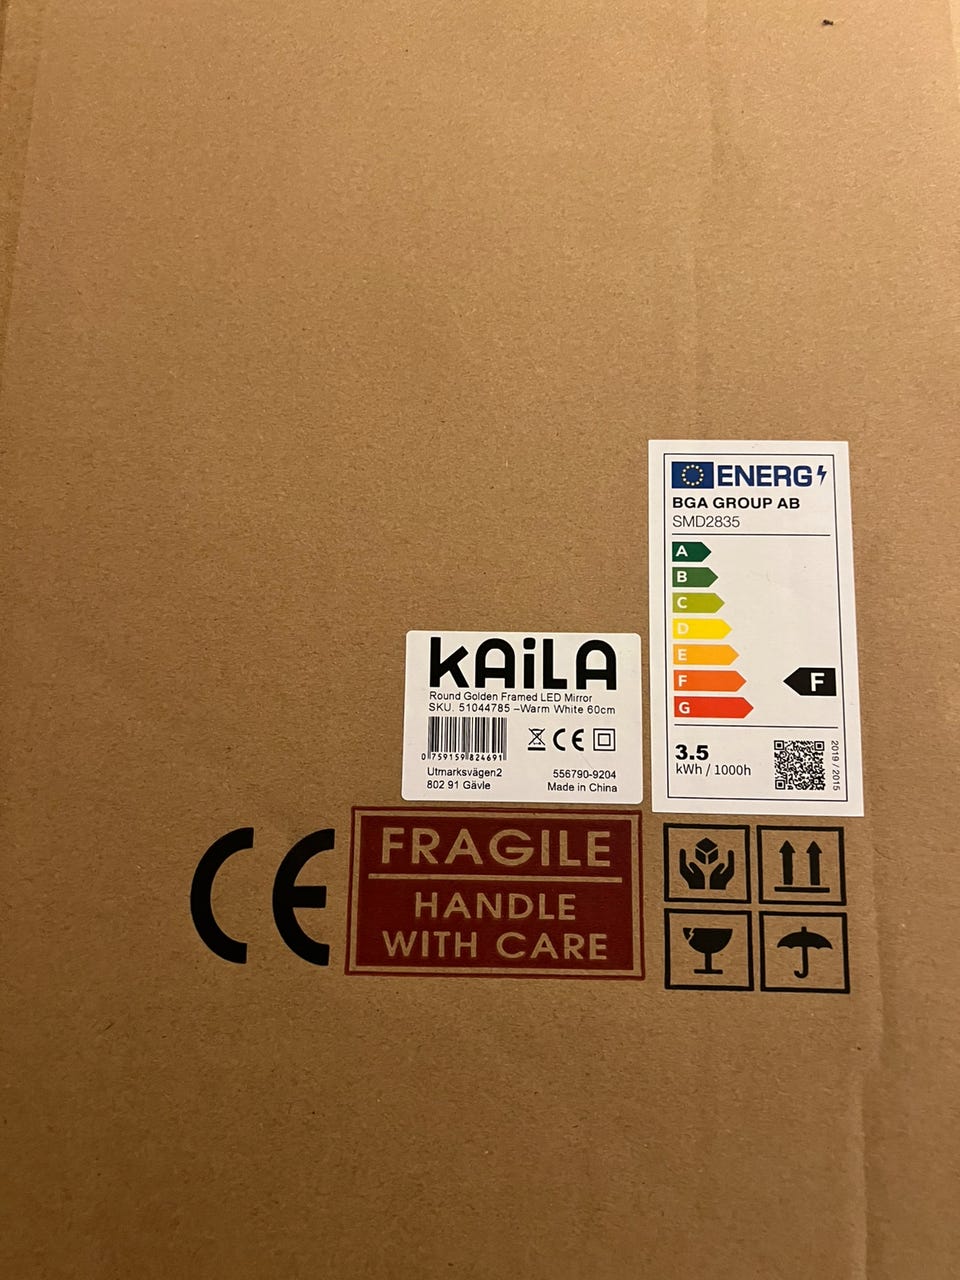 ENERG
BGA GROUP AB
SMD2835
A
B
C
D
E
F
F
G
3.5
kWh / 1000h
2019 / 2015
KAiLA
Round Golden Framed LED Mirror
SKU. 51044785 –Warm White 60cm
CE
0 759159 824691
Utmarksvägen2
556790-9204
802 91 Gävle
Made in China
CE
FRAGILE
HANDLE
WITH CARE